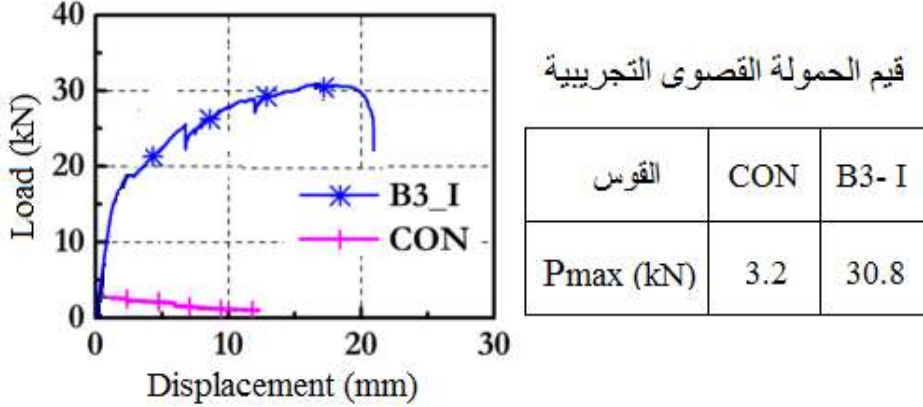 40
30
20
10
0
Load (kN)
B3_I
CON
0 10 20 30
Displacement (mm)
قيم الحمولة القصوى التجريبية
القوس CON B3- I
Pmax (kN) 3.2 30.8